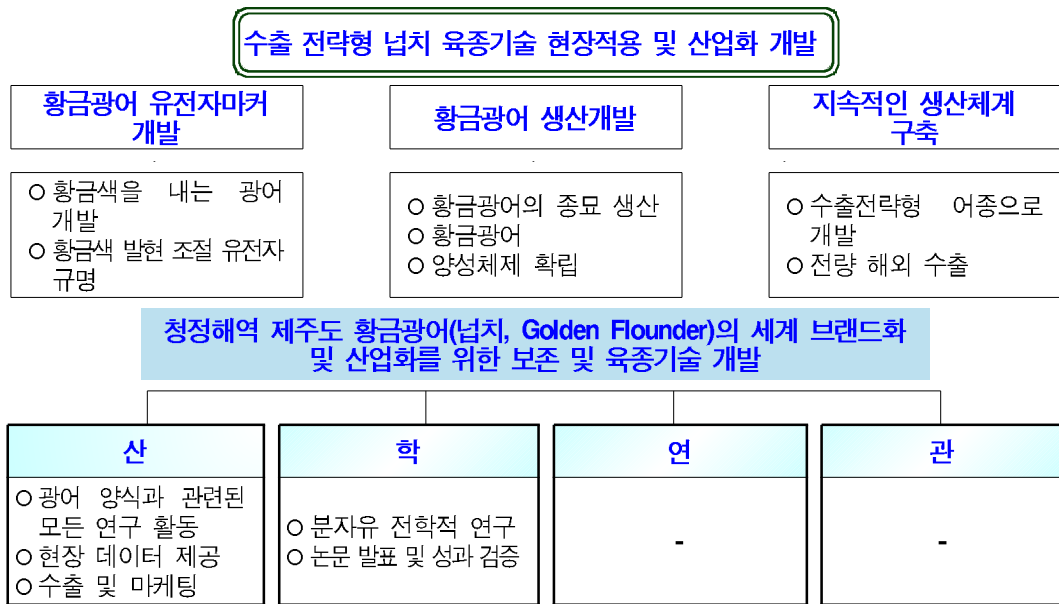 수출 전략형 넙치 육종기술 현장적용 및 산업화 개발
황금광어 유전자마커
개발
황금광어 생산개발
지속적인 생산체계
구축
○ 황금색을 내는 광어
개발
○ 황금색 발현 조절 유전자
규명
○ 황금광어의 종묘 생산
○ 황금광어
○ 양성체제 확립
○ 수출전략형 어종으로
개발
○ 전량 해외 수출
청정해역 제주도 황금광어(넙치, Golden Flounder)의 세계 브랜드화
및 산업화를 위한 보존 및 육종기술 개발
산
○ 광어 양식과 관련된
모든 연구 활동
○ 현장 데이터 제공
○ 수출 및 마케팅
학
○ 분자유 전학적 연구
○ 논문 발표 및 성과 검증
연
-
관
-